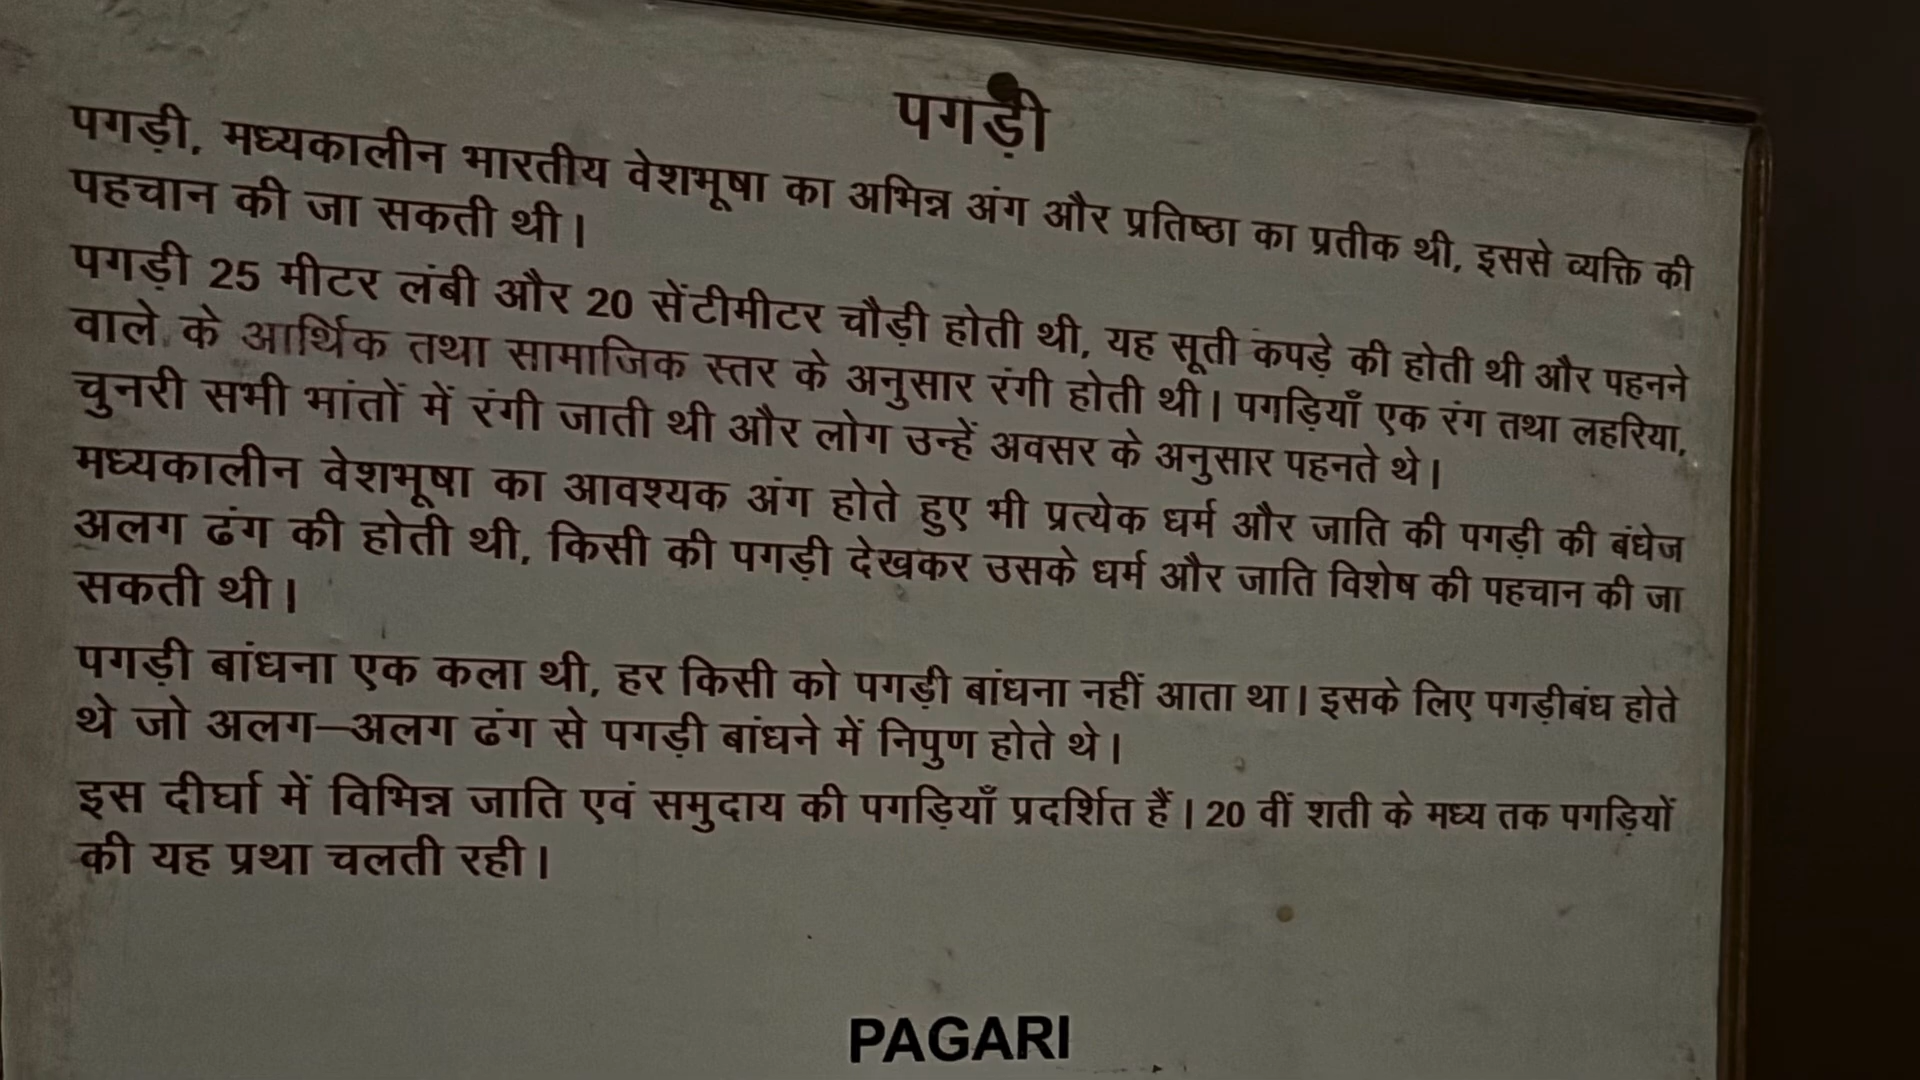 पगड़ी
पगड़ी, मध्यकालीन भारतीय वेशभूषा का अभिन्न अंग और प्रतिष्ठा का प्रतीक थी, इससे व्यक्ति की
पहचान की जा सकती थी।
पगड़ी 25 मीटर लंबी और 20 सेंटीमीटर चौड़ी होती थी, यह सूती कपड़े की होती थी और पहनने
वाले के आर्थिक तथा सामाजिक स्तर के अनुसार रंगी होती थी। पगड़ियाँ एक रंग तथा लहरिया,
चुनरी सभी भांतों में रंगी जाती थी और लोग उन्हें अवसर के अनुसार पहनते थे।
मध्यकालीन वेशभूषा का आवश्यक अंग होते हुए भी प्रत्येक धर्म और जाति की पगड़ी की बंधेज
अलग ढंग की होती थी, किसी की पगड़ी देखकर उसके धर्म और जाति विशेष की पहचान की जा
सकती थी।
पगड़ी बांधना एक कला थी, हर किसी को पगड़ी बांधना नहीं आता था। इसके लिए पगड़ीबंध होते
थे जो अलग–अलग ढंग से पगड़ी बांधने में निपुण होते थे।
इस दीर्घा में विभिन्न जाति एवं समुदाय की पगड़ियाँ प्रदर्शित हैं। 20 वीं शती के मध्य तक पगड़ियों
की यह प्रथा चलती रही।
PAGARI